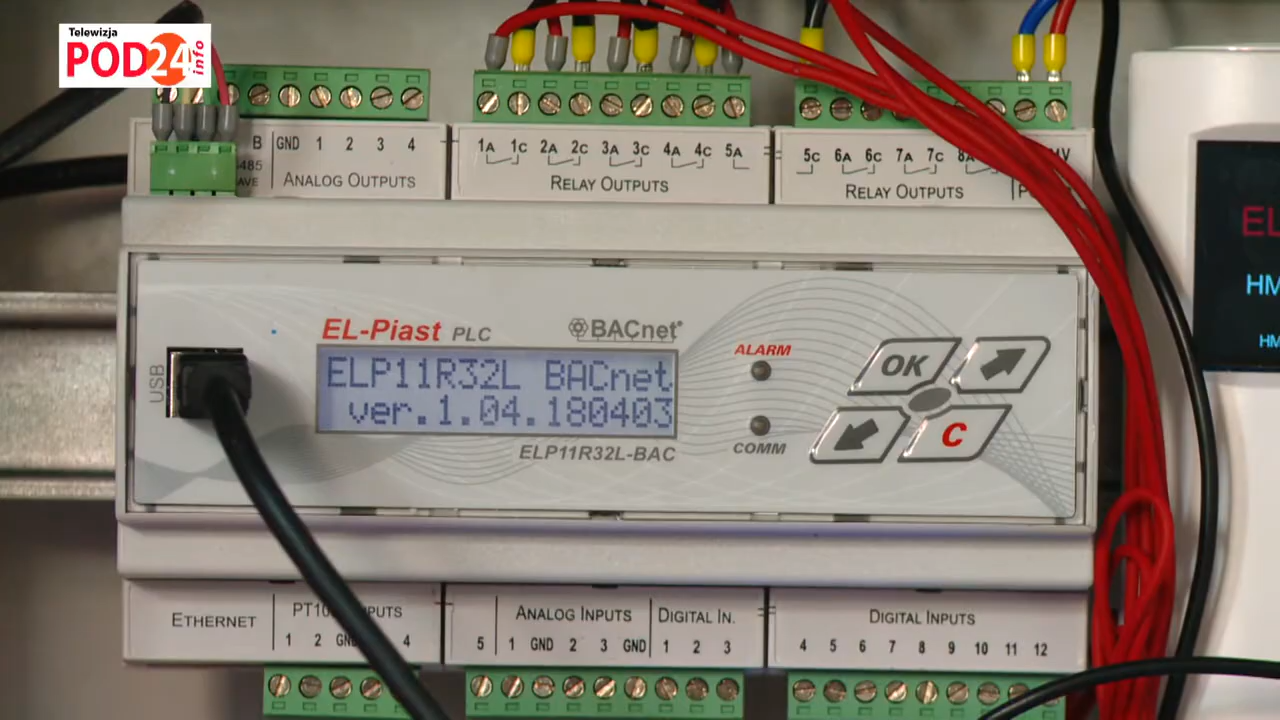 Telewizja
POD24
info
B GND 1 2 3 4
485
AVE
ANALOG OUTPUTS
1A 1C 2A 2C 3A 3C 4A 4C 5A
RELAY OUTPUTS
5C 6A 6C 7A 7C 8A
RELAY OUTPUTS
EL-Piast PLC
BACnet
USB
ELP11R32L BACnet
ver.1.04.180403
ELP11R32L-BAC
ALARM
COMM
OK
C
EL
HM
HM
ETHERNET
INPUTS
1 2 4
ANALOG INPUTS
5 1 GND 2 3 GND
DIGITAL IN.
1 2 3
DIGITAL INPUTS
4 5 6 7 8 9 10 11 12